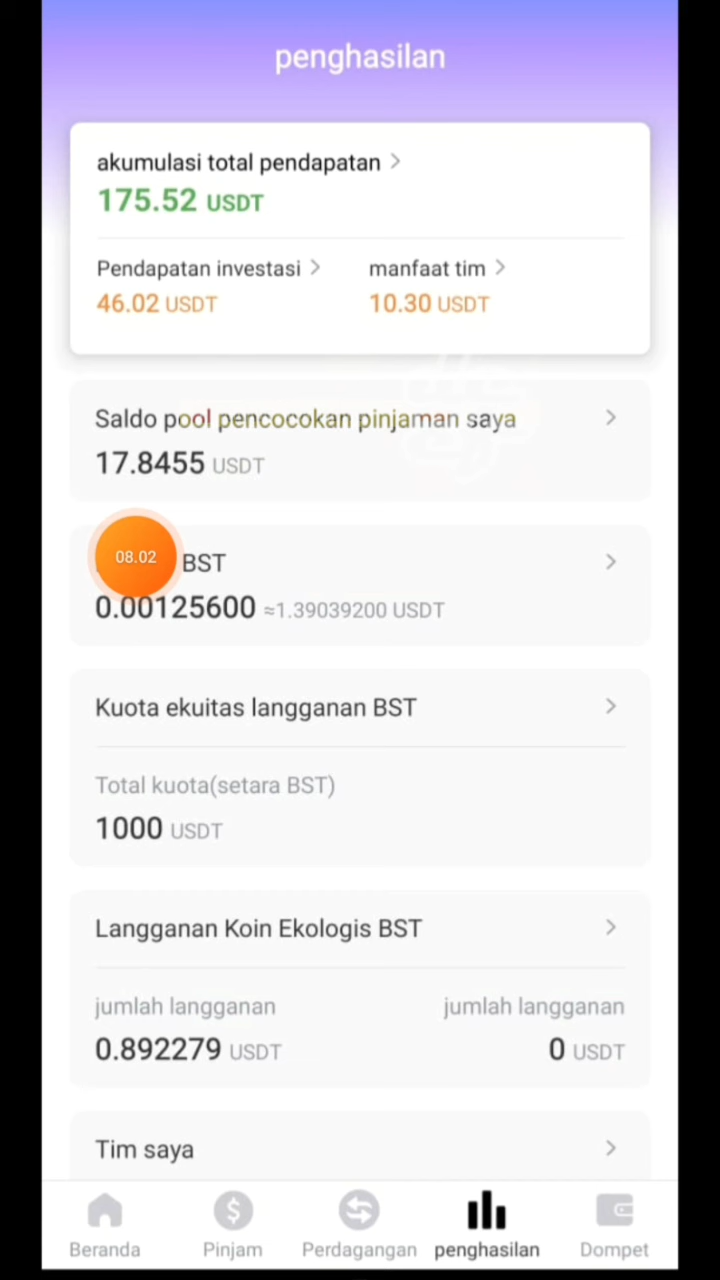 penghasilan
akumulasi total pendapatan
175.52 USDT
Pendapatan investasi
manfaat tim
46.02 USDT
10.30 USDT
Saldo pool pencocokan pinjaman saya
17.8455 USDT
08.02
BST
0.00125600 ≈1.39039200 USDT
Kuota ekuitas langganan BST
Total kuota(setara BST)
1000 USDT
Langganan Koin Ekologis BST
jumlah langganan
jumlah langganan
0.892279 USDT
0 USDT
Tim saya
Beranda
Pinjam
Perdagangan
penghasilan
Dompet